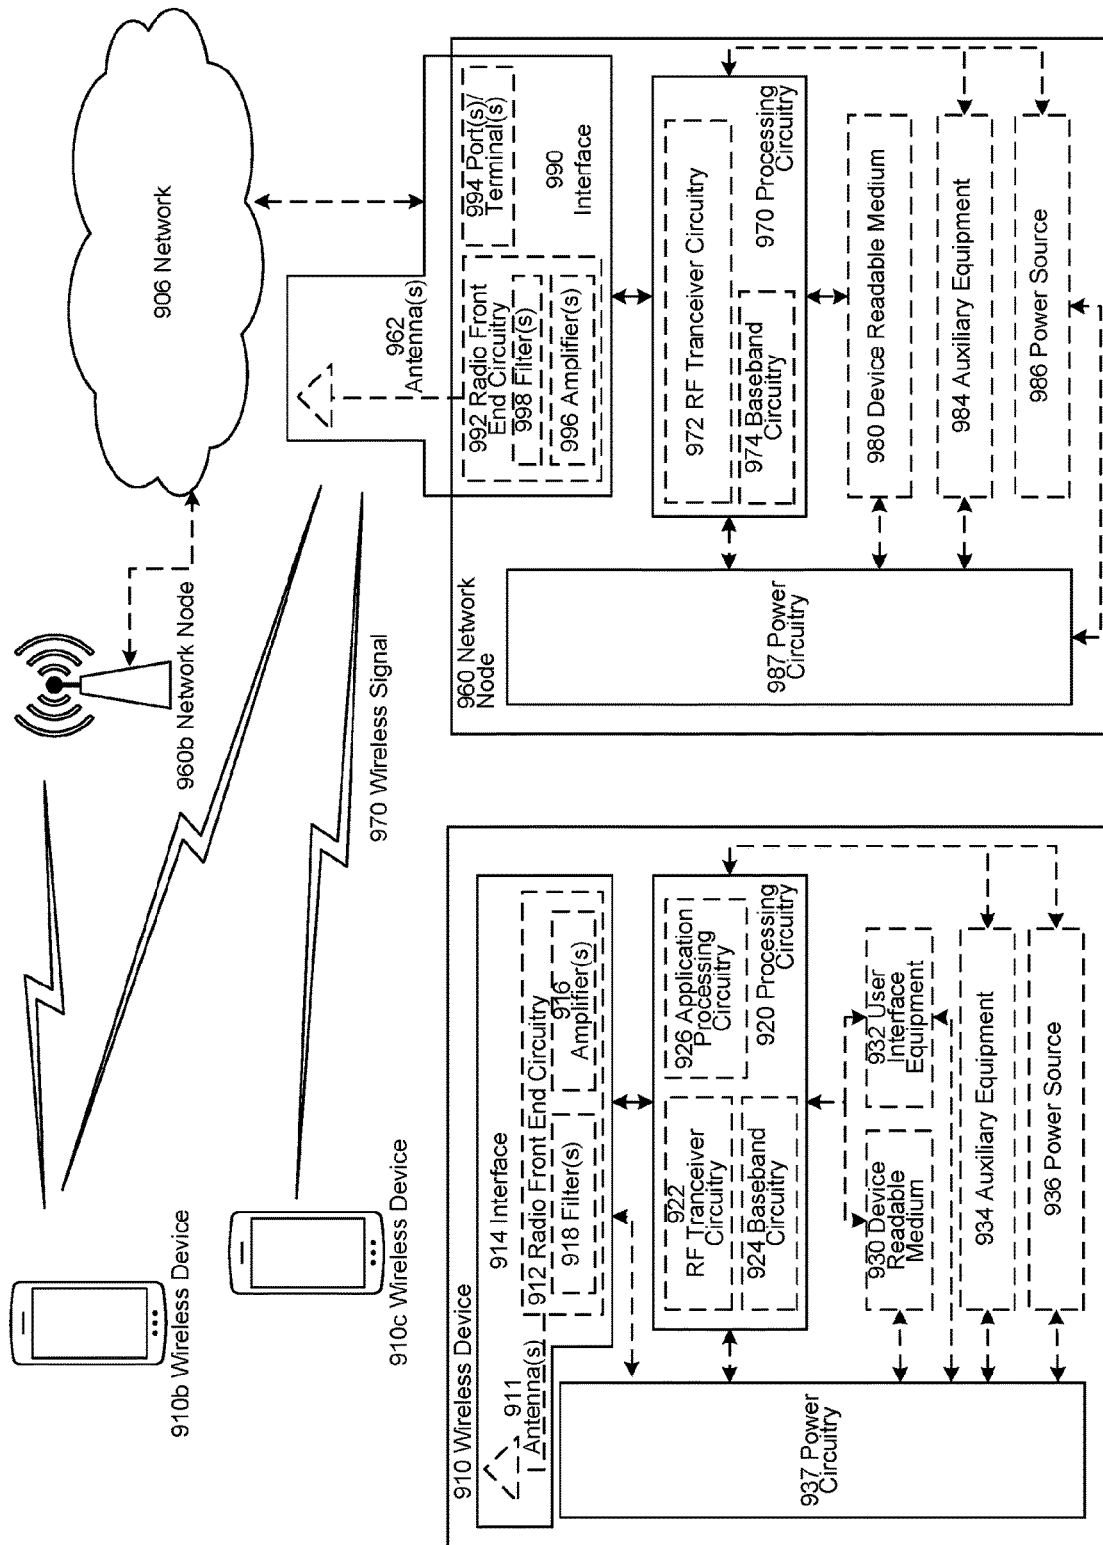 906 Network
960b Network Node
910b Wireless Device
910c Wireless Device
970 Wireless Signal
960 Network
Node
962
Antenna(s)
990
Interface
994 Port(s)/
Terminal(s)
992 Radio Front
End Circuitry
998 Filter(s)
996 Amplifier(s)
970 Processing
Circuitry
972 RF Tranceiver Circuitry
974 Baseband
Circuitry
980 Device Readable Medium
984 Auxiliary Equipment
986 Power Source
987 Power
Circuitry
910 Wireless Device
911
Antenna(s)
914 Interface
912 Radio Front End Circuitry
918 Filter(s)
916
Amplifier(s)
920 Processing
Circuitry
922
RF Tranceiver
Circuitry
924 Baseband
Circuitry
926 Application
Processing
Circuitry
930 Device
Readable
Medium
932 User
Interface
Equipment
934 Auxiliary Equipment
936 Power Source
937 Power
Circuitry